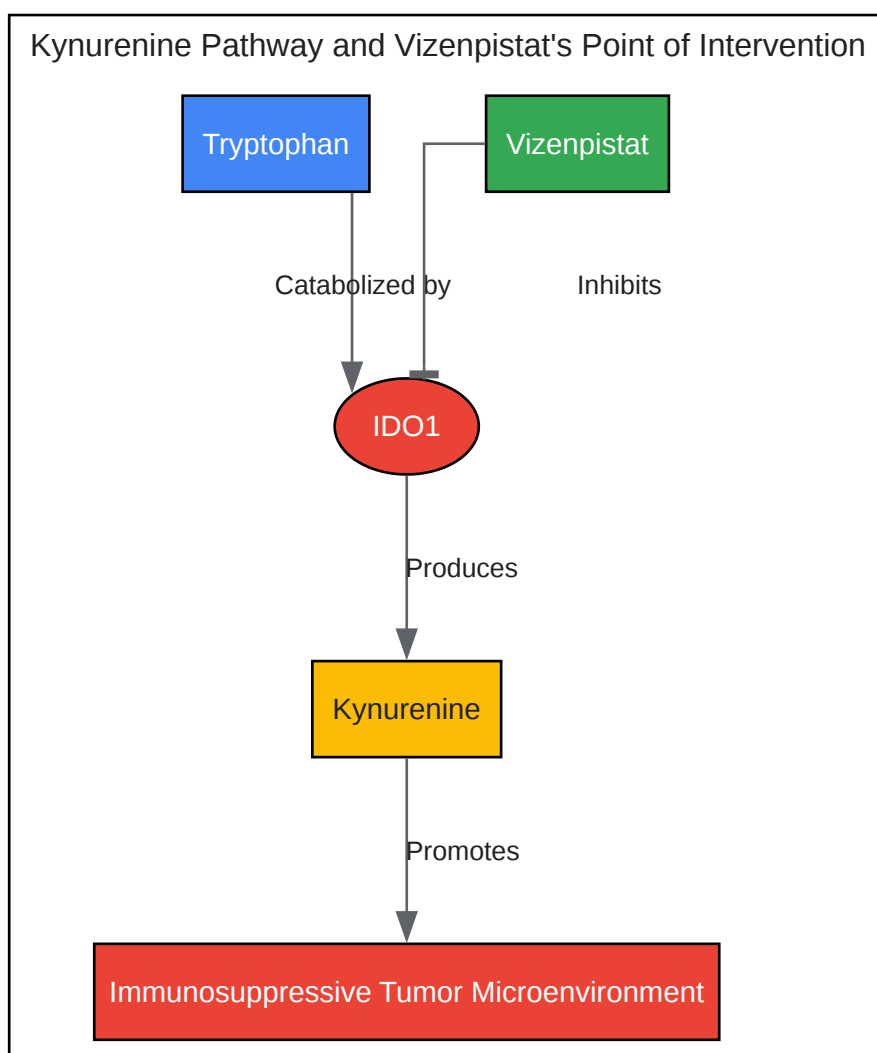 Kynurenine Pathway and Vizenpistat's Point of Intervention
Tryptophan
Vizenpistat
Catabolized by
Inhibits
IDO1
Produces
Kynurenine
Promotes
Immunosuppressive Tumor Microenvironment